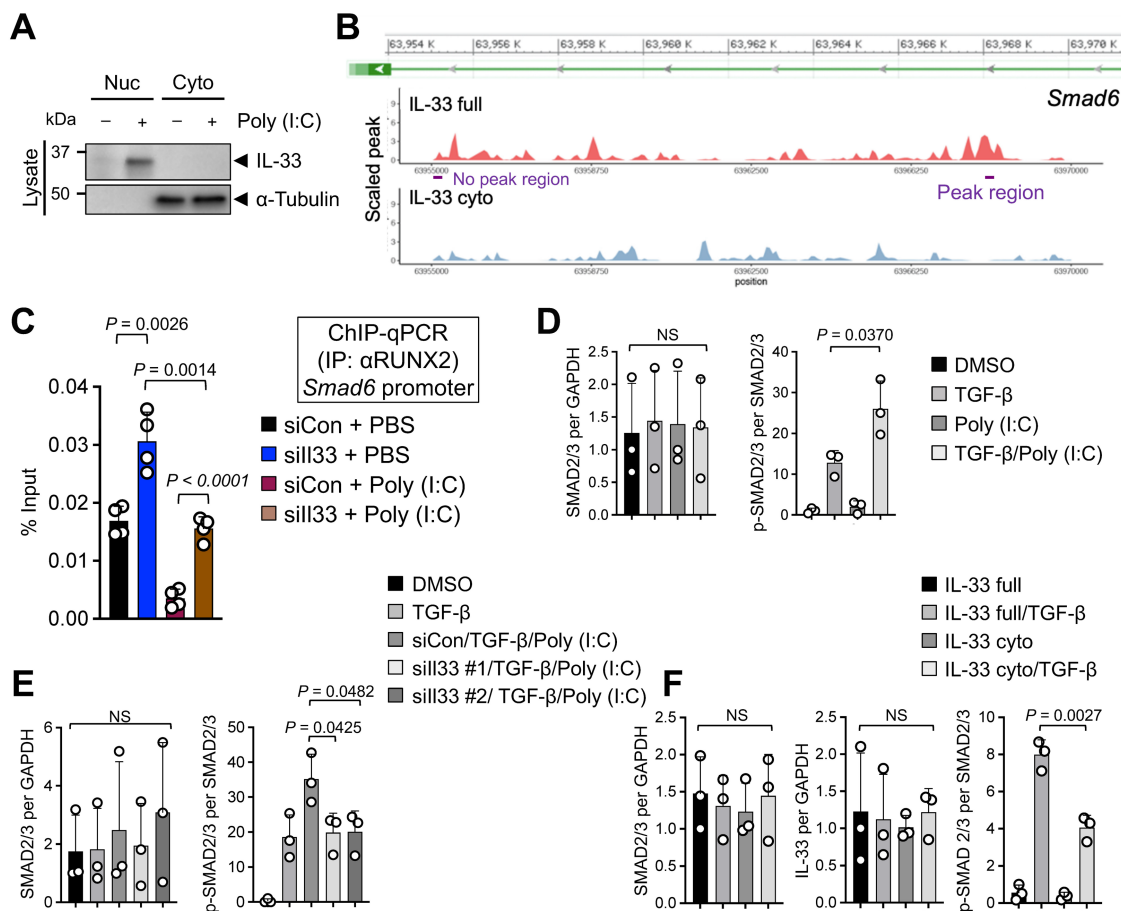 A
Nuc Cyto
kDa – + – + Poly (I:C)
37
IL-33
50
α-Tubulin
Lysate
B
63,954 K 63,956 K 63,958 K 63,960 K 63,962 K 63,964 K 63,966 K 63,968 K 63,970 K
Smad6
IL-33 full
9
6
3
0
63955000 63958750 63962500 63966250 63970000
No peak region
Peak region
Scaled peak
IL-33 cyto
9
6
3
0
63955000 63958750 63962500 63966250 63970000
position
C
P = 0.0026
P = 0.0014
P < 0.0001
ChIP-qPCR
(IP: αRUNX2)
Smad6 promoter
% Input
0.04
0.03
0.02
0.01
0.00
siCon + PBS
siIl33 + PBS
siCon + Poly (I:C)
siIl33 + Poly (I:C)
D
NS
SMAD2/3 per GAPDH
2.5
2.0
1.5
1.0
0.5
0.0
P = 0.0370
p-SMAD2/3 per SMAD2/3
40
30
20
10
0
DMSO
TGF-β
Poly (I:C)
TGF-β/Poly (I:C)
E
DMSO
TGF-β
siCon/TGF-β/Poly (I:C)
siIl33 #1/TGF-β/Poly (I:C)
siIl33 #2/ TGF-β/Poly (I:C)
NS
SMAD2/3 per GAPDH
6
4
2
0
P = 0.0482
P = 0.0425
p-SMAD2/3 per SMAD2/3
50
40
30
20
10
0
F
IL-33 full
IL-33 full/TGF-β
IL-33 cyto
IL-33 cyto/TGF-β
NS
SMAD2/3 per GAPDH
2.5
2.0
1.5
1.0
0.5
0.0
NS
IL-33 per GAPDH
2.5
2.0
1.5
1.0
0.5
0.0
P = 0.0027
p-SMAD 2/3 per SMAD2/3
10
8
6
4
2
0